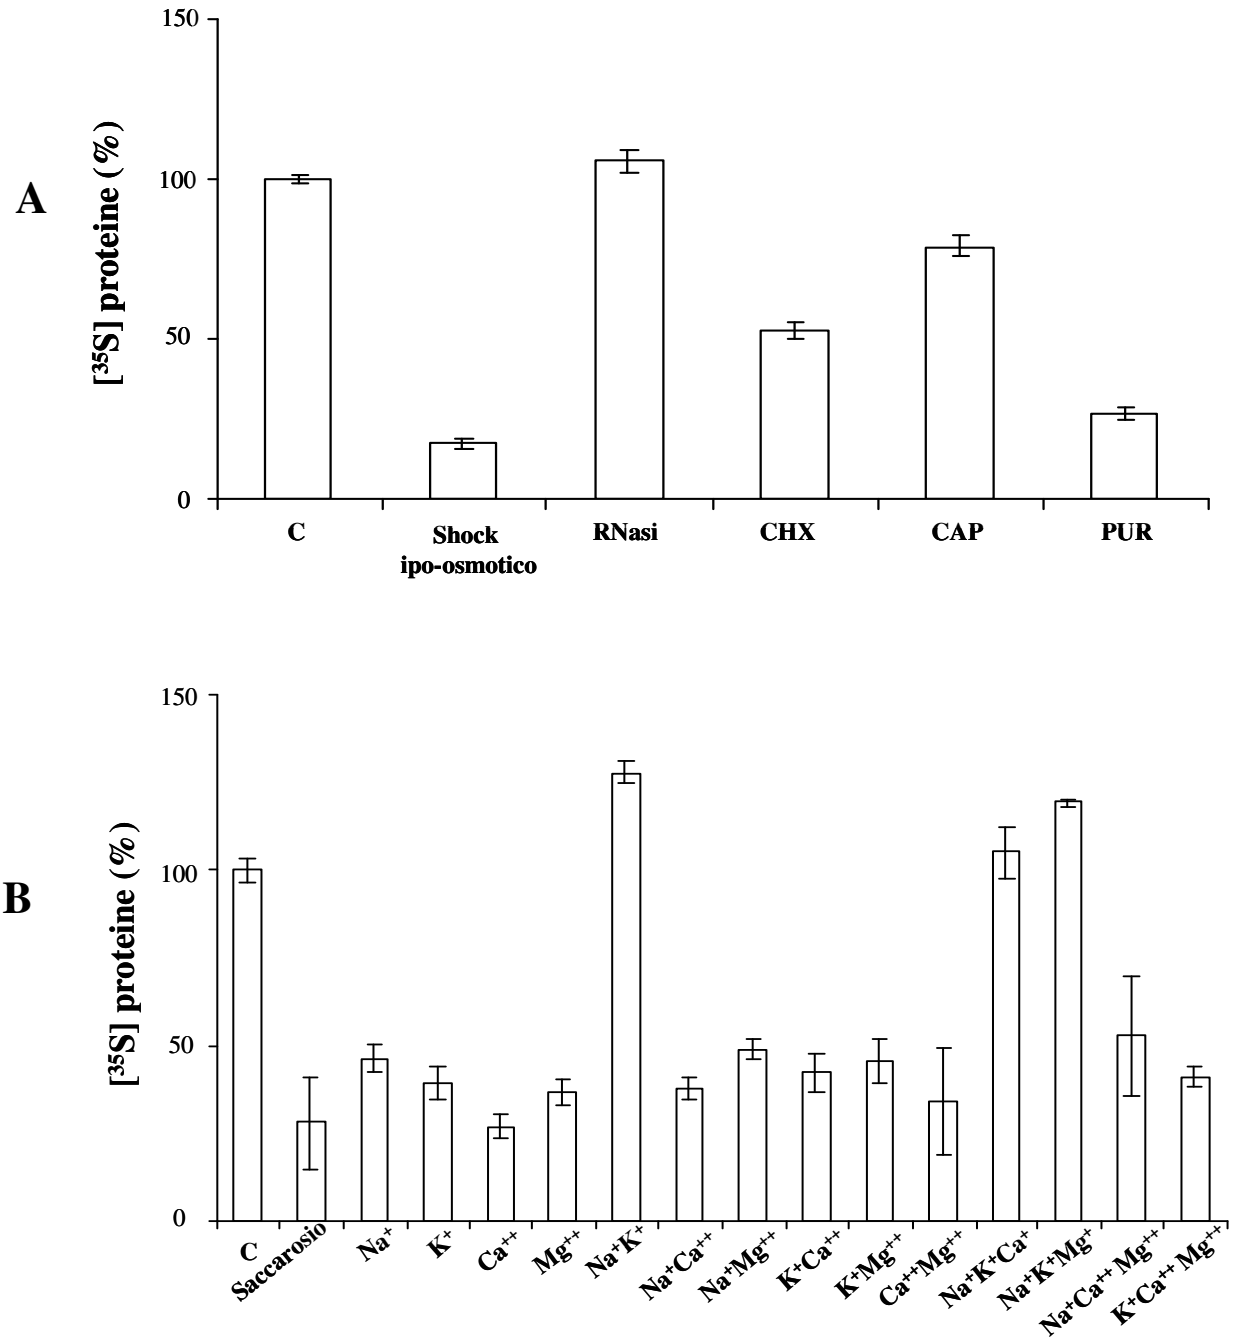 A
[³⁵S] proteine (%)
150
100
50
0
C
Shock
ipo-osmotico
RNasi
CHX
CAP
PUR
B
[³⁵S] proteine (%)
150
100
50
0
C
Saccarosio
Na⁺
K⁺
Ca⁺⁺
Mg⁺⁺
Na⁺K⁺
Na⁺Ca⁺⁺
Na⁺Mg⁺⁺
K⁺Ca⁺⁺
K⁺Mg⁺⁺
Ca⁺⁺Mg⁺⁺
Na⁺K⁺Ca⁺
Na⁺K⁺Mg⁺
Na⁺Ca⁺⁺ Mg⁺⁺
K⁺Ca⁺⁺ Mg⁺⁺